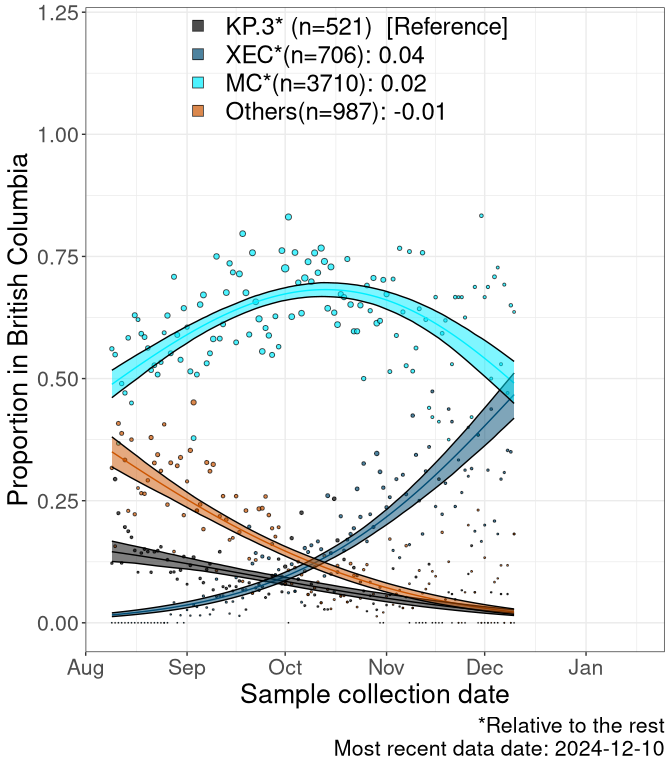 1.25
1.00
0.75
0.50
0.25
0.00
Proportion in British Columbia
KP.3* (n=521)  [Reference]
XEC*(n=706): 0.04
MC*(n=3710): 0.02
Others(n=987): -0.01
Aug Sep Oct Nov Dec Jan
Sample collection date
*Relative to the rest
Most recent data date: 2024-12-10